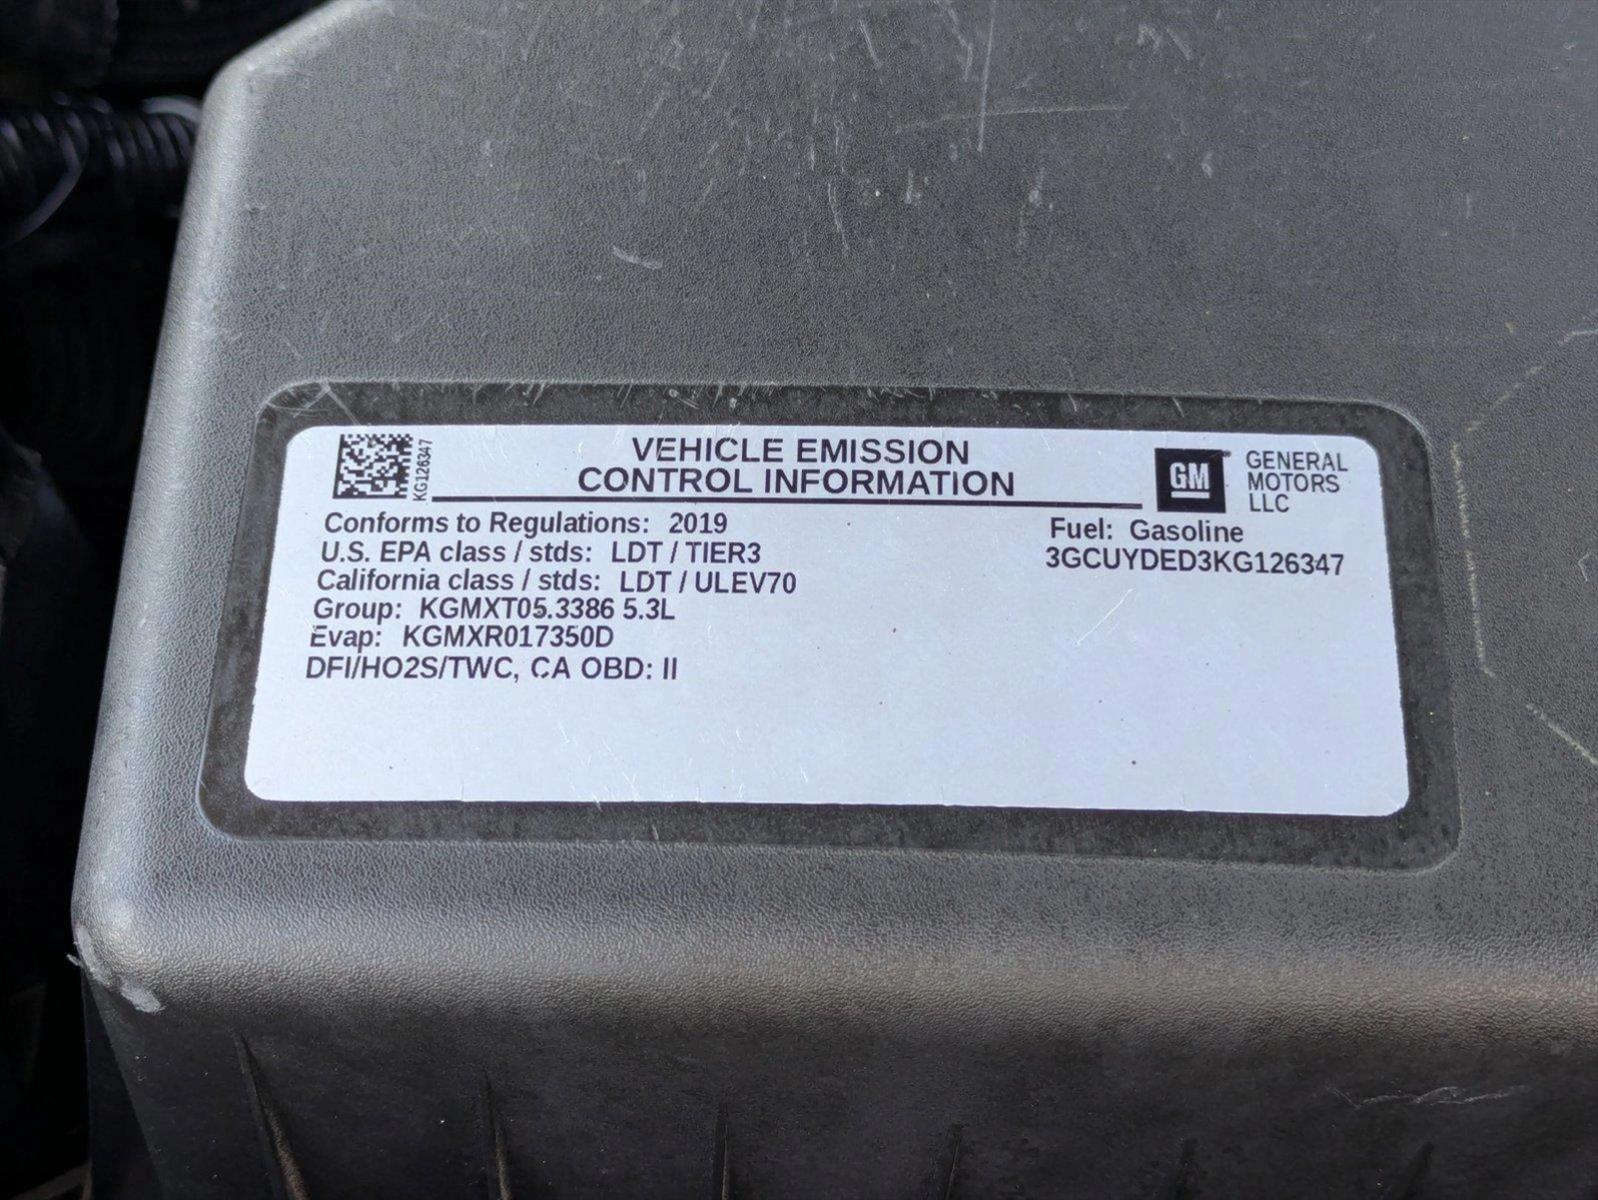 KG126347
VEHICLE EMISSION
CONTROL INFORMATION
GM
GENERAL
MOTORS
LLC
Conforms to Regulations: 2019
U.S. EPA class / stds: LDT / TIER3
California class / stds: LDT / ULEV70
Group: KGMXT05.3386 5.3L
Evap: KGMXR017350D
DFI/HO2S/TWC, CA OBD: II
Fuel: Gasoline
3GCUYDED3KG126347